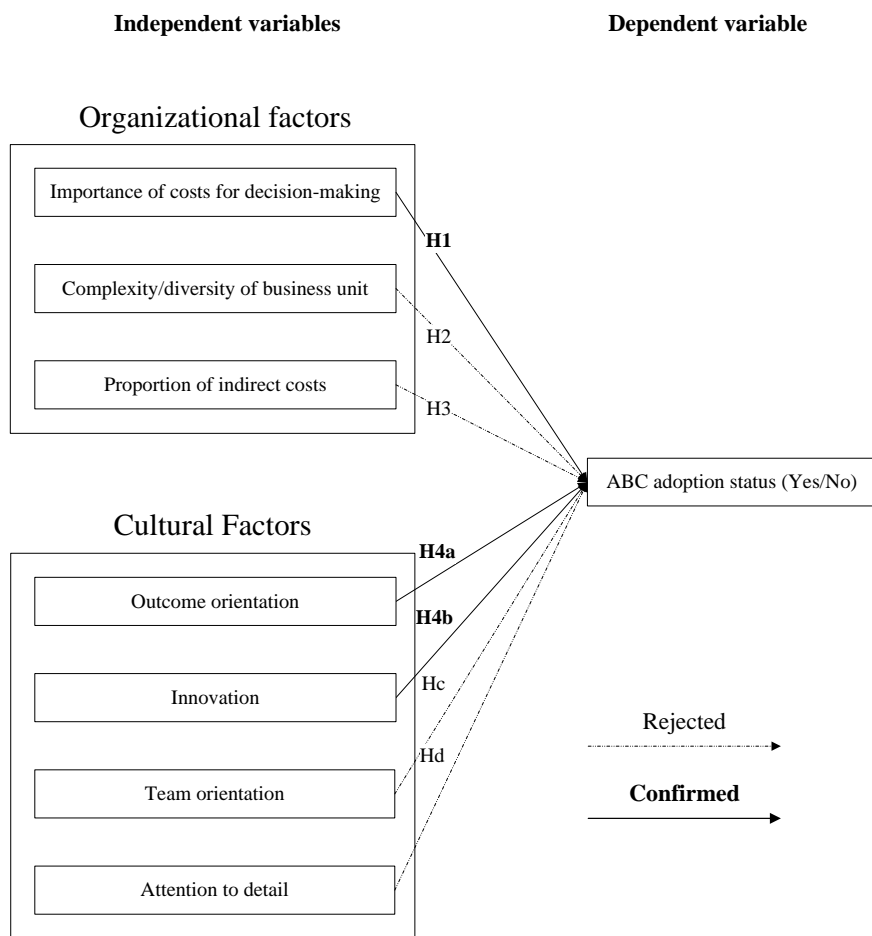 Independent variables
Dependent variable
Organizational factors
Importance of costs for decision-making
H1
Complexity/diversity of business unit
H2
Proportion of indirect costs
H3
ABC adoption status (Yes/No)
Cultural Factors
H4a
Outcome orientation
H4b
Innovation
Hc
Rejected
Hd
Team orientation
Confirmed
Attention to detail